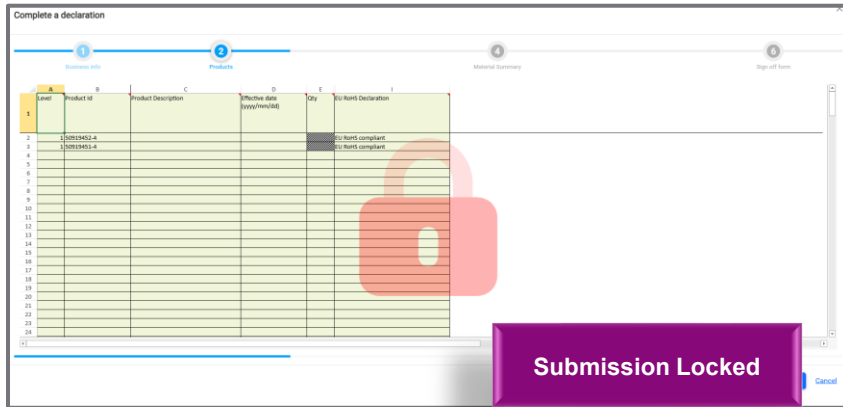 Complete a declaration
1 2 4 6
Business Info Products Material Summary Sign off form
A B C D E I
Level Product Id Product Description Effective date Qty EU RoHS Declaration
(yyyy/mm/dd)
1
2 1 50919452-4 EU RoHS compliant
3 1 50919451-4 EU RoHS compliant
4
5
6
7
8
9
10
11
12
13
14
15
16
17
18
19
20
21
22
23
24
Submission Locked
Cancel